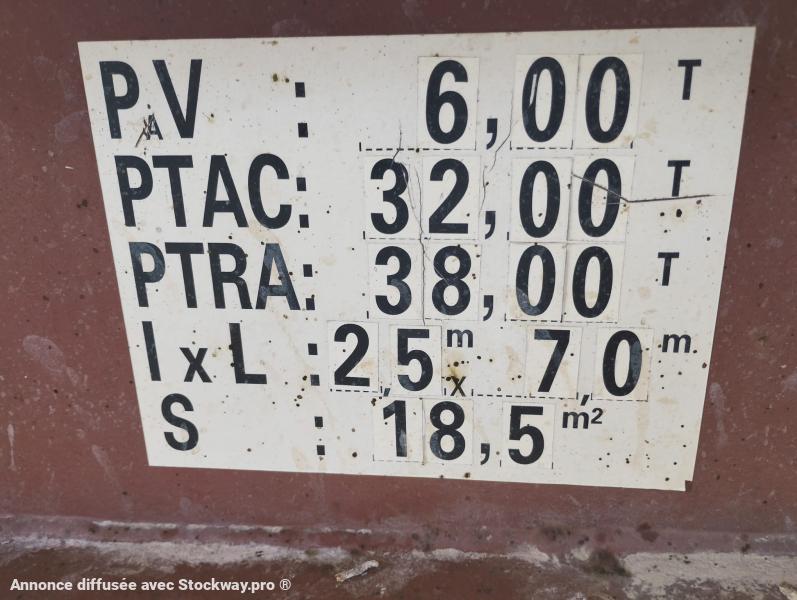 PAV : 6,00 T
PTAC: 32,00 T
PTRA: 38,00 T
l x L : 2,5 m x 7,0 m
S : 18,5 m²
Annonce diffusée avec Stockway.pro ®